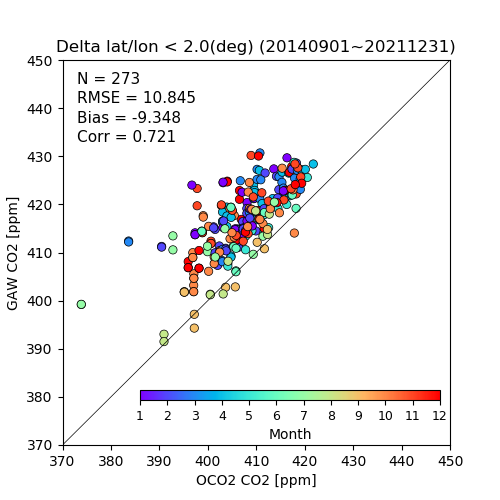 Delta lat/lon < 2.0(deg) (20140901~20211231)
450
440
430
420
410
400
390
380
370
GAW CO2 [ppm]
N = 273
RMSE = 10.845
Bias = -9.348
Corr = 0.721
1 2 3 4 5 6 7 8 9 10 11 12
Month
370 380 390 400 410 420 430 440 450
OCO2 CO2 [ppm]